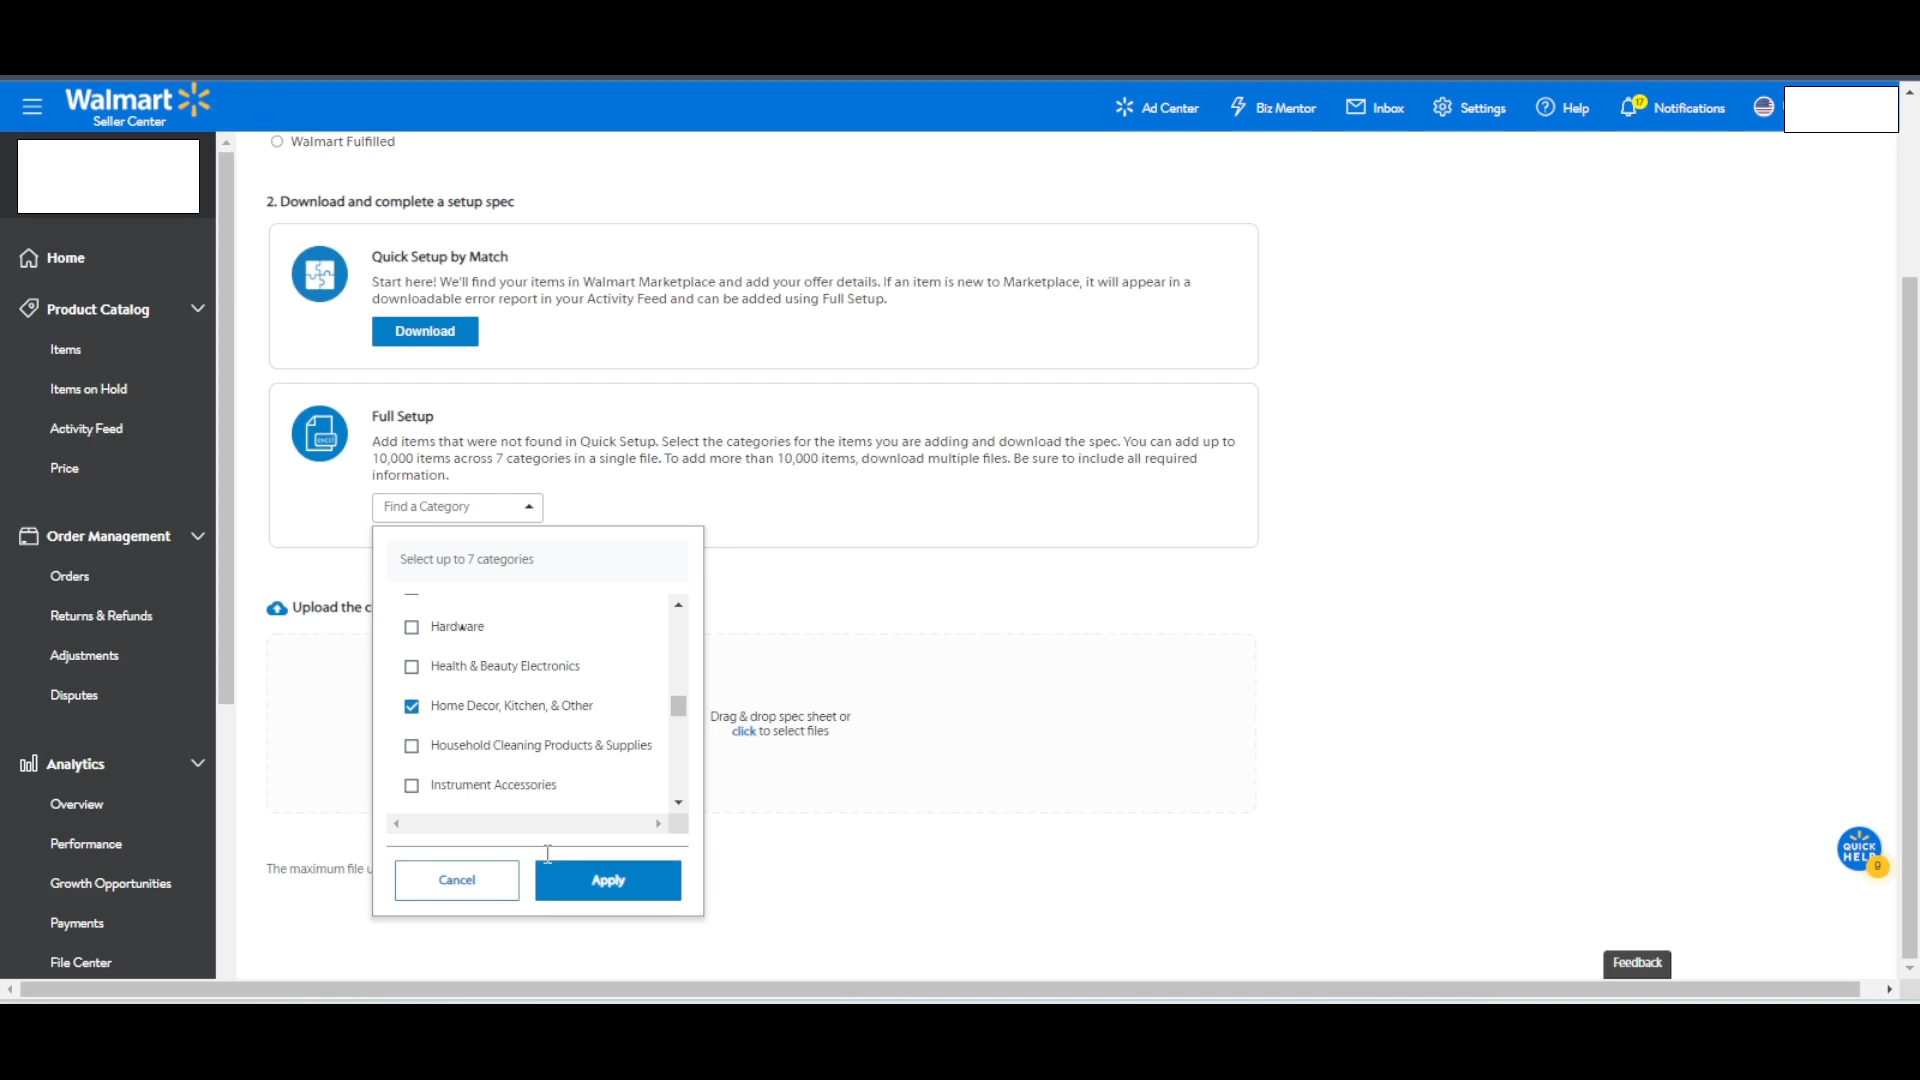 Walmart
Seller Center
Ad Center
Biz Mentor
Inbox
Settings
Help
17
Notifications
Home
Product Catalog
Items
Items on Hold
Activity Feed
Price
Order Management
Orders
Returns & Refunds
Adjustments
Disputes
Analytics
Overview
Performance
Growth Opportunities
Payments
File Center
Walmart Fulfilled
2. Download and complete a setup spec
Quick Setup by Match
Start here! We'll find your items in Walmart Marketplace and add your offer details. If an item is new to Marketplace, it will appear in a
downloadable error report in your Activity Feed and can be added using Full Setup.
Download
Full Setup
Add items that were not found in Quick Setup. Select the categories for the items you are adding and download the spec. You can add up to
10,000 items across 7 categories in a single file. To add more than 10,000 items, download multiple files. Be sure to include all required
information.
Find a Category
Select up to 7 categories
Hardware
Health & Beauty Electronics
Home Decor, Kitchen, & Other
Household Cleaning Products & Supplies
Instrument Accessories
Cancel
Apply
Upload the c
Drag & drop spec sheet or
click to select files
The maximum file u
QUICK
HELP
9
Feedback